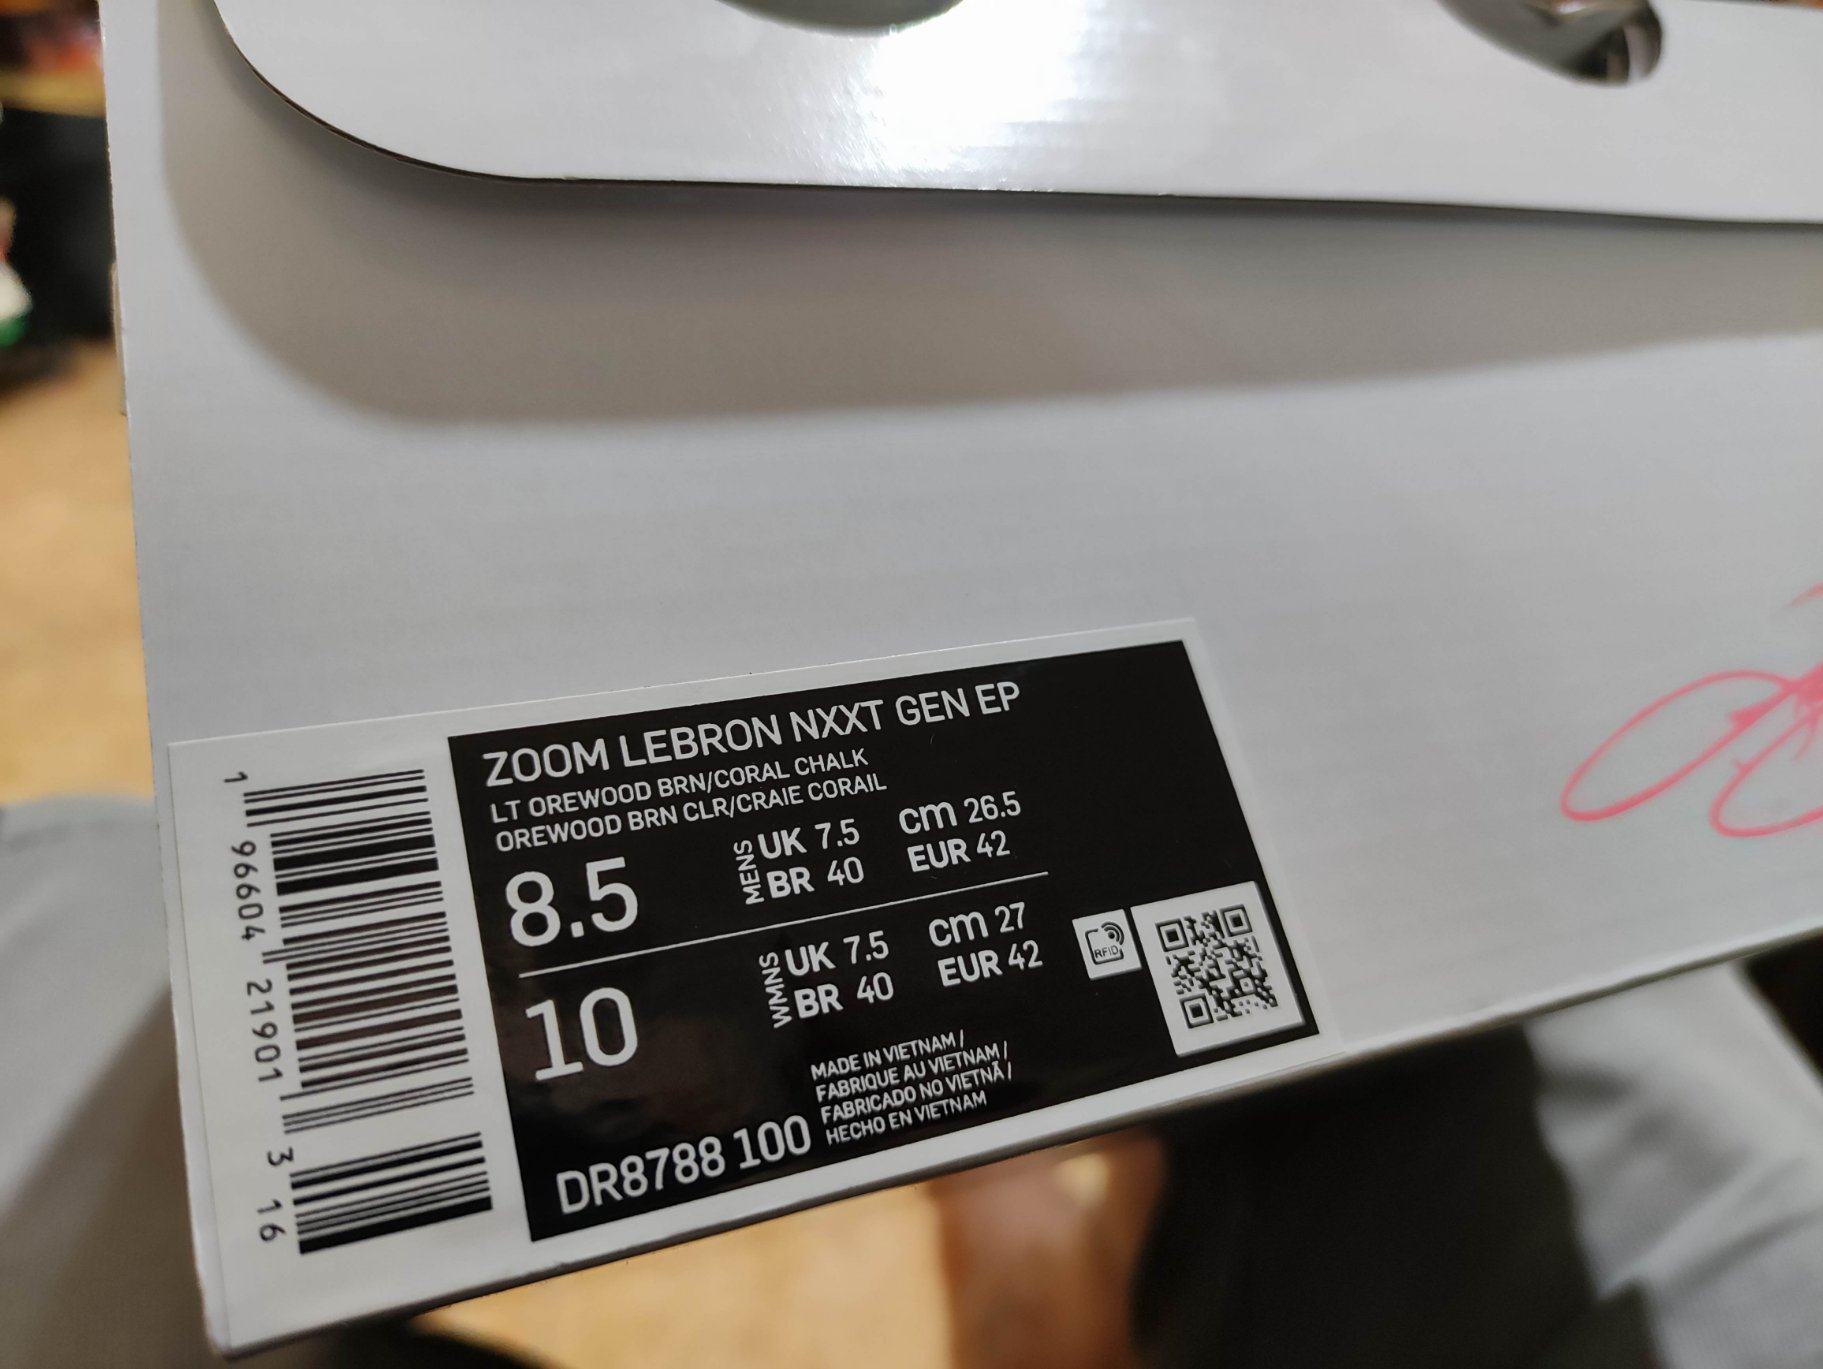 ZOOM LEBRON NXXT GEN EP
LT OREWOOD BRN/CORAL CHALK
OREWOOD BRN CLR/CRAIE CORAIL
8.5
MENS
UK 7.5 cm 26.5
BR 40 EUR 42
10
WMNS
UK 7.5 cm 27
BR 40 EUR 42
RFID
MADE IN VIETNAM /
FABRIQUE AU VIETNAM /
FABRICADO NO VIETNÃ /
HECHO EN VIETNAM
DR8788 100
1 96604 21901 3 16